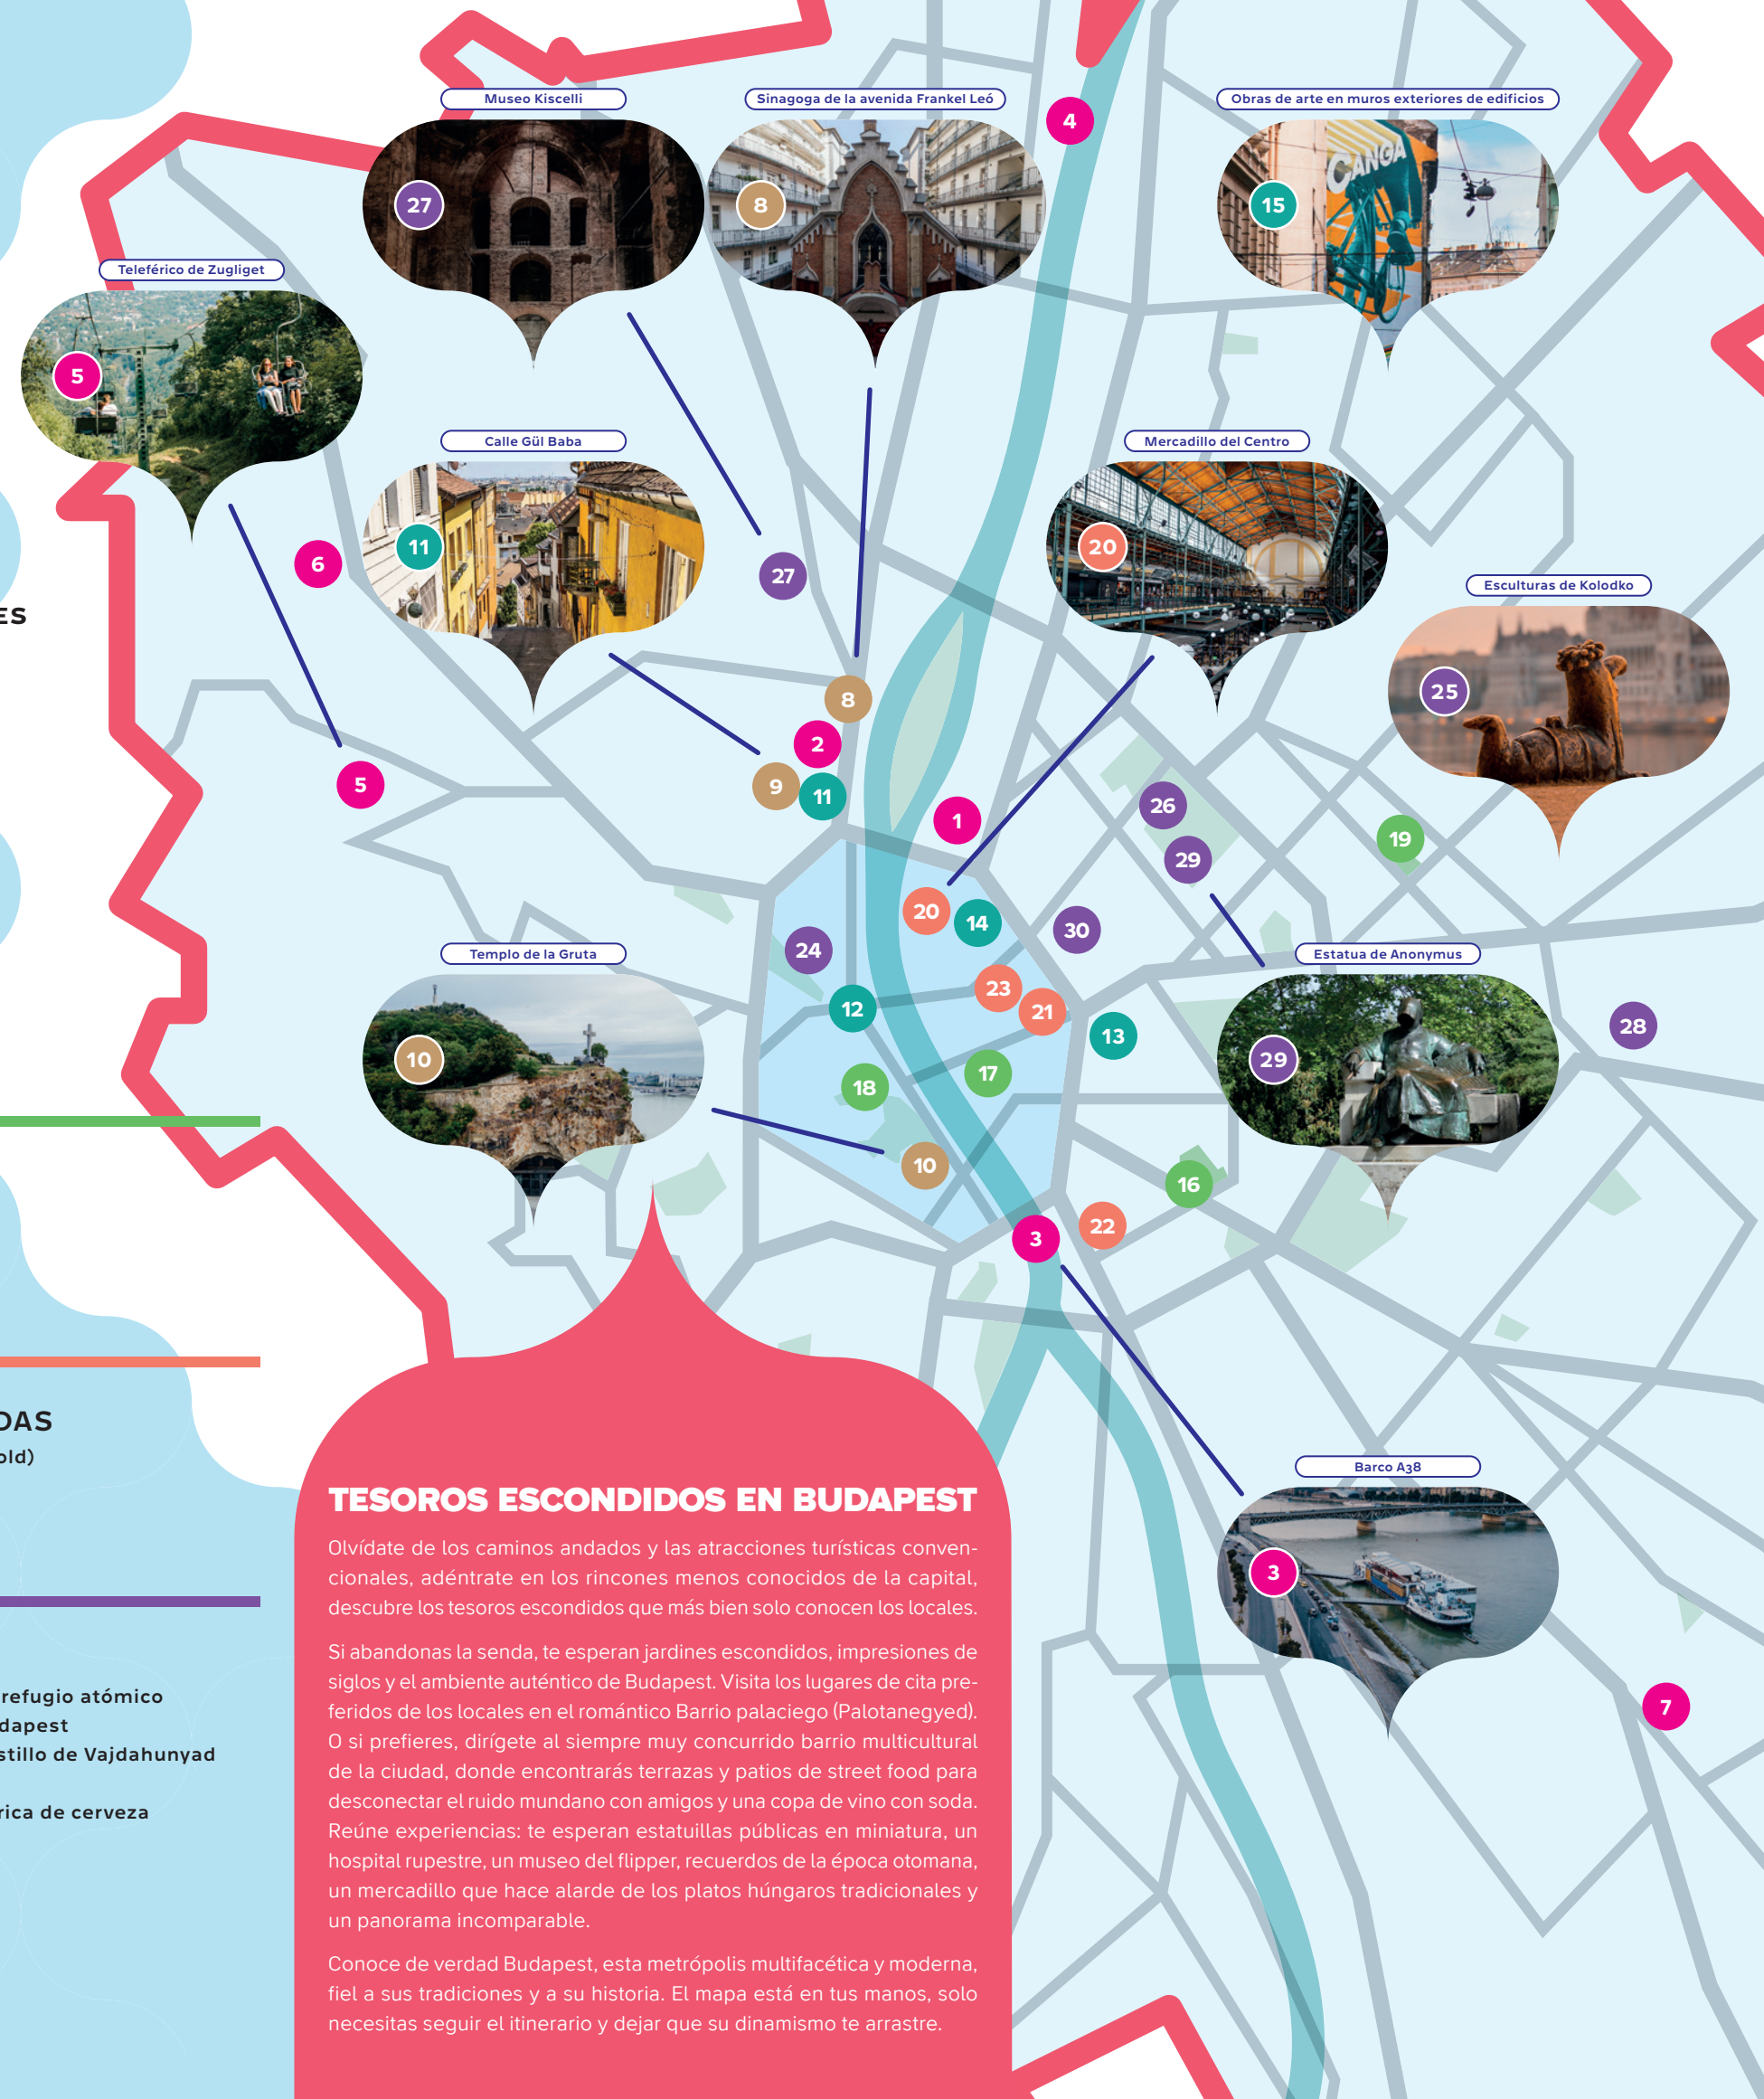 Museo Kiscelli
Sinagoga de la avenida Frankel Leó
Obras de arte en muros exteriores de edificios
4
27
8
CANGA
15
Teleférico de Zugliget
5
Calle Gül Baba
11
Mercadillo del Centro
20
6
27
Esculturas de Kolodko
25
ES
8
2
5
9
11
1
26
19
29
20
14
30
24
Templo de la Gruta
Estatua de Anonymus
23
12
21
13
28
10
29
18
17
10
16
22
3
DAS
old)
Barco A38
3
TESOROS ESCONDIDOS EN BUDAPEST
Olvídate de los caminos andados y las atracciones turísticas conven-
cionales, adéntrate en los rincones menos conocidos de la capital,
descubre los tesoros escondidos que más bien solo conocen los locales.
Si abandonas la senda, te esperan jardines escondidos, impresiones de
siglos y el ambiente auténtico de Budapest. Visita los lugares de cita pre-
feridos de los locales en el romántico Barrio palaciego (Palotanegyed).
O si prefieres, dirígete al siempre muy concurrido barrio multicultural
de la ciudad, donde encontrarás terrazas y patios de street food para
desconectar el ruido mundano con amigos y una copa de vino con soda.
Reúne experiencias: te esperan estatuillas públicas en miniatura, un
hospital rupestre, un museo del flipper, recuerdos de la época otomana,
un mercadillo que hace alarde de los platos húngaros tradicionales y
un panorama incomparable.
Conoce de verdad Budapest, esta metrópolis multifacética y moderna,
fiel a sus tradiciones y a su historia. El mapa está en tus manos, solo
necesitas seguir el itinerario y dejar que su dinamismo te arrastre.
refugio atómico
dapest
stillo de Vajdahunyad
rica de cerveza
7